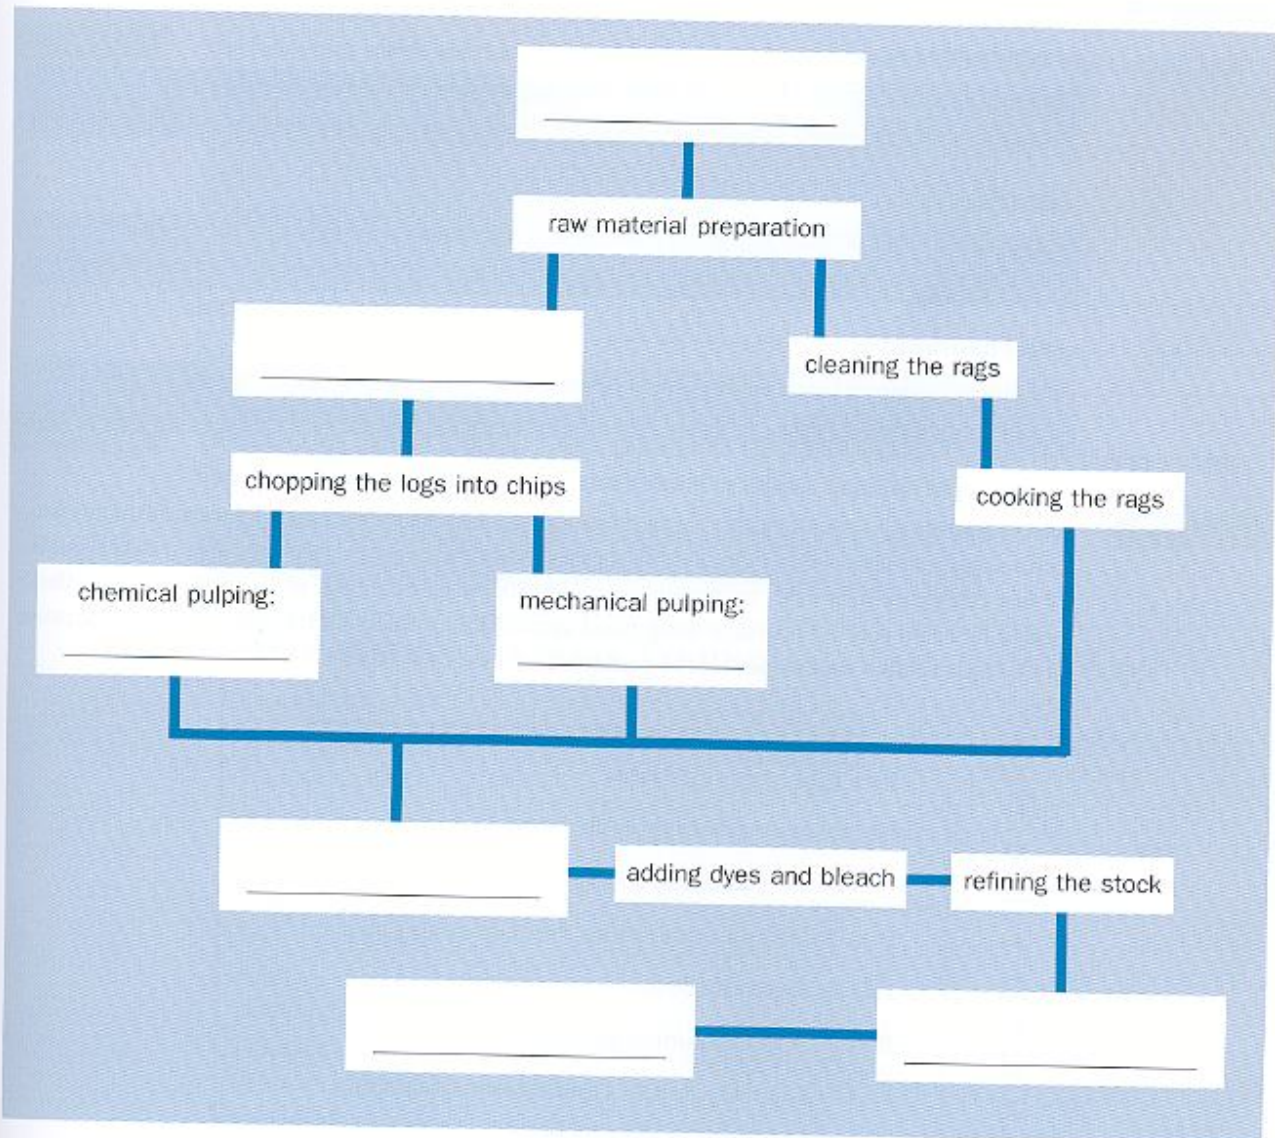 raw material preparation
cleaning the rags
chopping the logs into chips
cooking the rags
chemical pulping:
mechanical pulping:
adding dyes and bleach
refining the stock